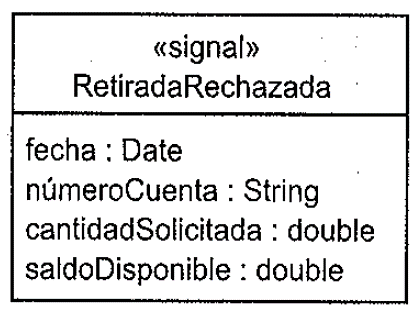 «signal»
RetiradaRechazada
fecha : Date
númeroCuenta : String
cantidadSolicitada : double
saldoDisponible : double